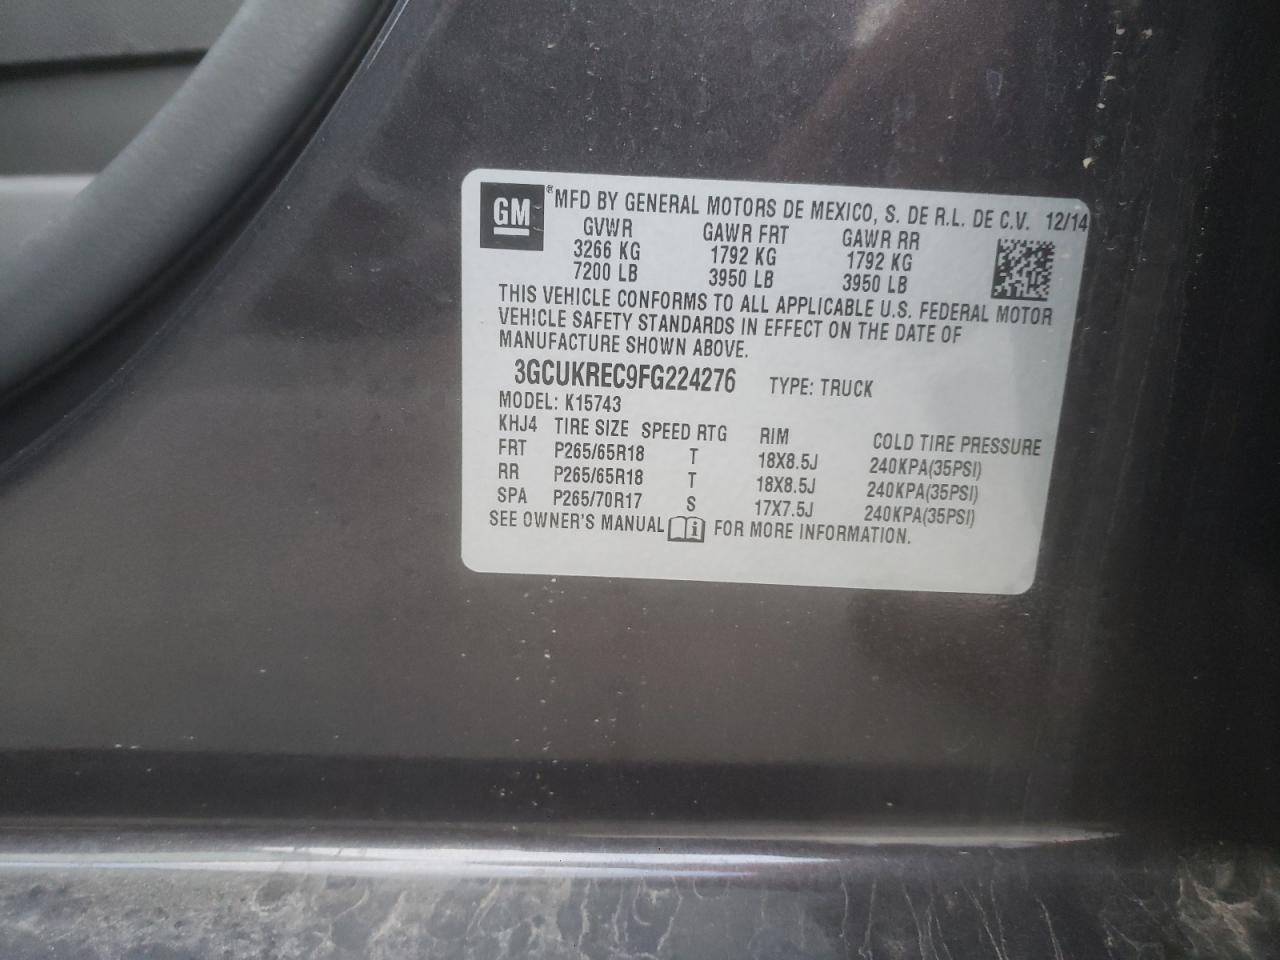 GM
® MFD BY GENERAL MOTORS DE MEXICO, S. DE R.L. DE C.V. 12/14
GVWR GAWR FRT GAWR RR
3266 KG 1792 KG 1792 KG
7200 LB 3950 LB 3950 LB
THIS VEHICLE CONFORMS TO ALL APPLICABLE U.S. FEDERAL MOTOR
VEHICLE SAFETY STANDARDS IN EFFECT ON THE DATE OF
MANUFACTURE SHOWN ABOVE.
3GCUKREC9FG224276 TYPE: TRUCK
MODEL: K15743
KHJ4 TIRE SIZE SPEED RTG RIM COLD TIRE PRESSURE
FRT P265/65R18 T 18X8.5J 240KPA(35PSI)
RR P265/65R18 T 18X8.5J 240KPA(35PSI)
SPA P265/70R17 S 17X7.5J 240KPA(35PSI)
SEE OWNER'S MANUAL i FOR MORE INFORMATION.